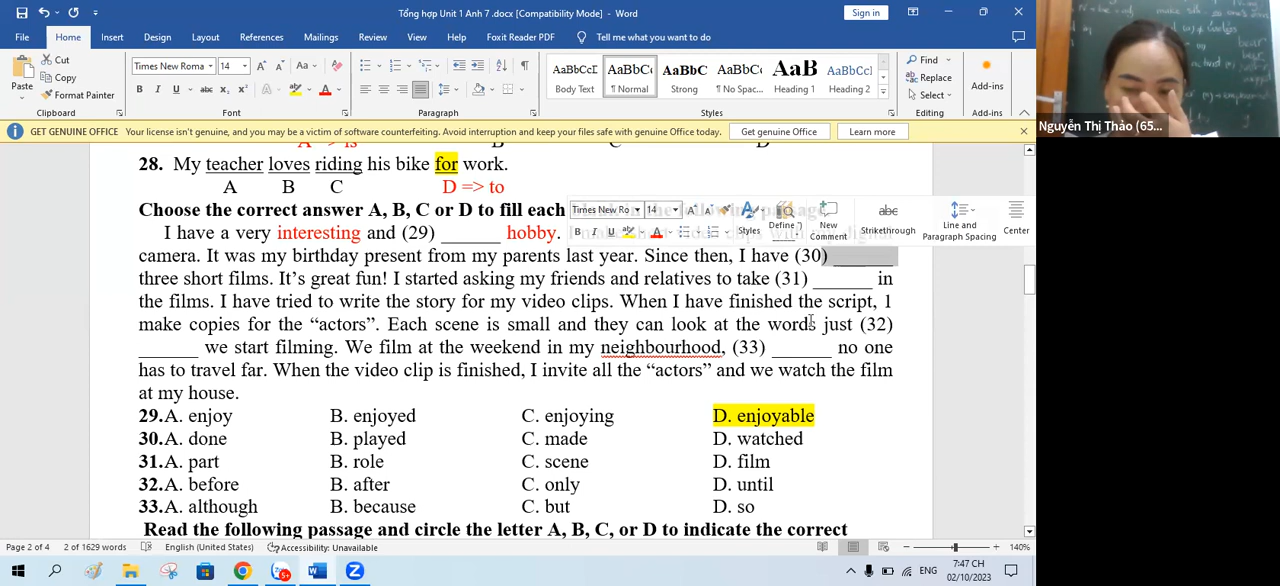 Tổng hợp Unit 1 Anh 7 .docx [Compatibility Mode] - Word
Sign in
File Home Insert Design Layout References Mailings Review View Help Foxit Reader PDF Tell me what you want to do
Paste Cut Copy Format Painter
Times New Roma 14
AaBbCcI AaBbC( AaBbC AaBbC( AaB AaBbCc]
Body Text ¶ Normal Strong ¶ No Spac... Heading 1 Heading 2
Find Replace Select
Add-ins
Clipboard Font Paragraph Styles Editing Add-ins
GET GENUINE OFFICE Your license isn't genuine, and you may be a victim of software counterfeiting. Avoid interruption and keep your files safe with genuine Office today. Get genuine Office Learn more
Nguyễn Thị Thảo (65...
28. My teacher loves riding his bike for work.
A B C D => to
Choose the correct answer A, B, C or D to fill each
Times New Ro 14
Styles Define New Comment Strikethrough Line and Paragraph Spacing Center
I have a very interesting and (29) ______ hobby.
camera. It was my birthday present from my parents last year. Since then, I have (30) ______
three short films. It's great fun! I started asking my friends and relatives to take (31) ______ in
the films. I have tried to write the story for my video clips. When I have finished the script, 1
make copies for the “actors”. Each scene is small and they can look at the words just (32)
______ we start filming. We film at the weekend in my neighbourhood, (33) ______ no one
has to travel far. When the video clip is finished, I invite all the “actors” and we watch the film
at my house.
29.A. enjoy B. enjoyed C. enjoying D. enjoyable
30.A. done B. played C. made D. watched
31.A. part B. role C. scene D. film
32.A. before B. after C. only D. until
33.A. although B. because C. but D. so
Read the following passage and circle the letter A, B, C, or D to indicate the correct
Page 2 of 4 2 of 1629 words English (United States) Accessibility: Unavailable 140%
ENG 7:47 CH
02/10/2023